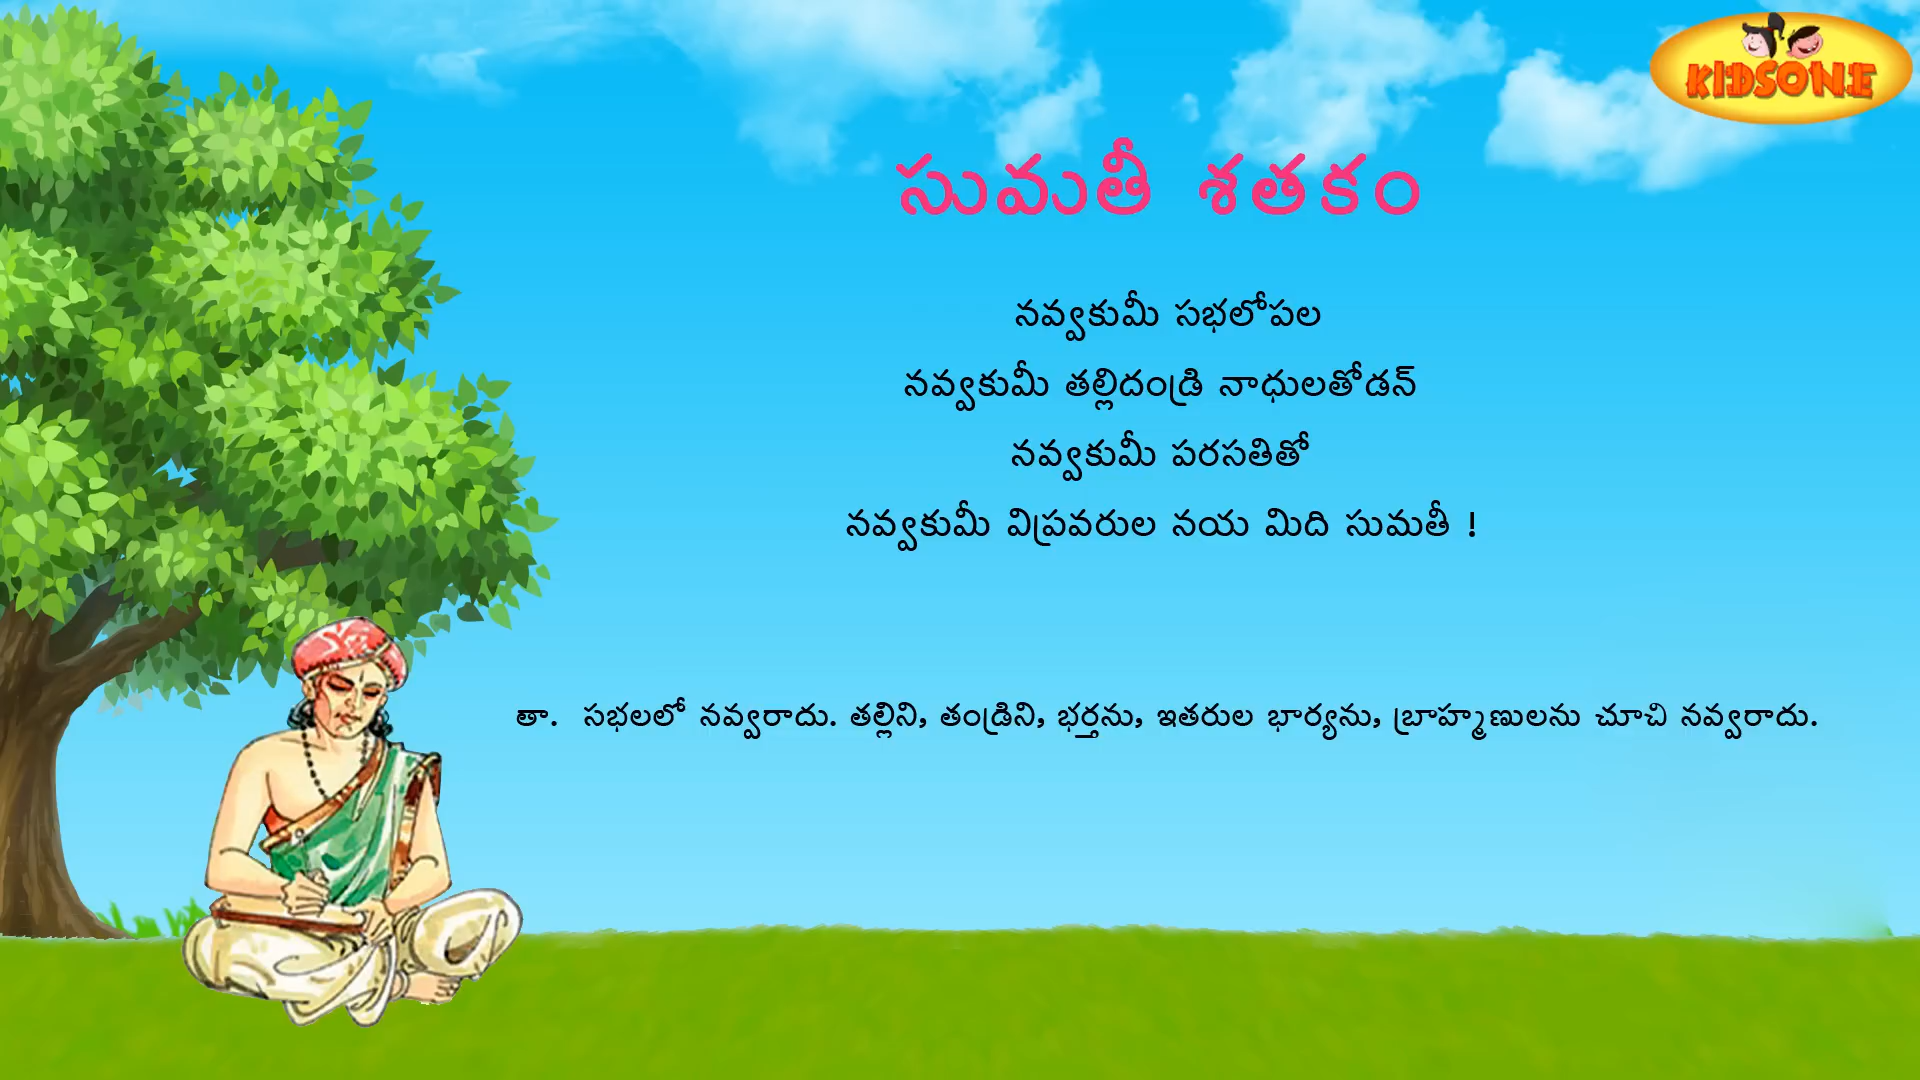 KIDSONE
సుమతీ శతకం
నవ్వకుమీ సభలోపల
నవ్వకుమీ తల్లిదండ్రి నాధులతోడన్
నవ్వకుమీ పరసతితో
నవ్వకుమీ విప్రవరుల నయ మిది సుమతీ !
తా. సభలలో నవ్వరాదు. తల్లిని, తండ్రిని, భర్తను, ఇతరుల భార్యను, బ్రాహ్మణులను చూచి నవ్వరాదు.